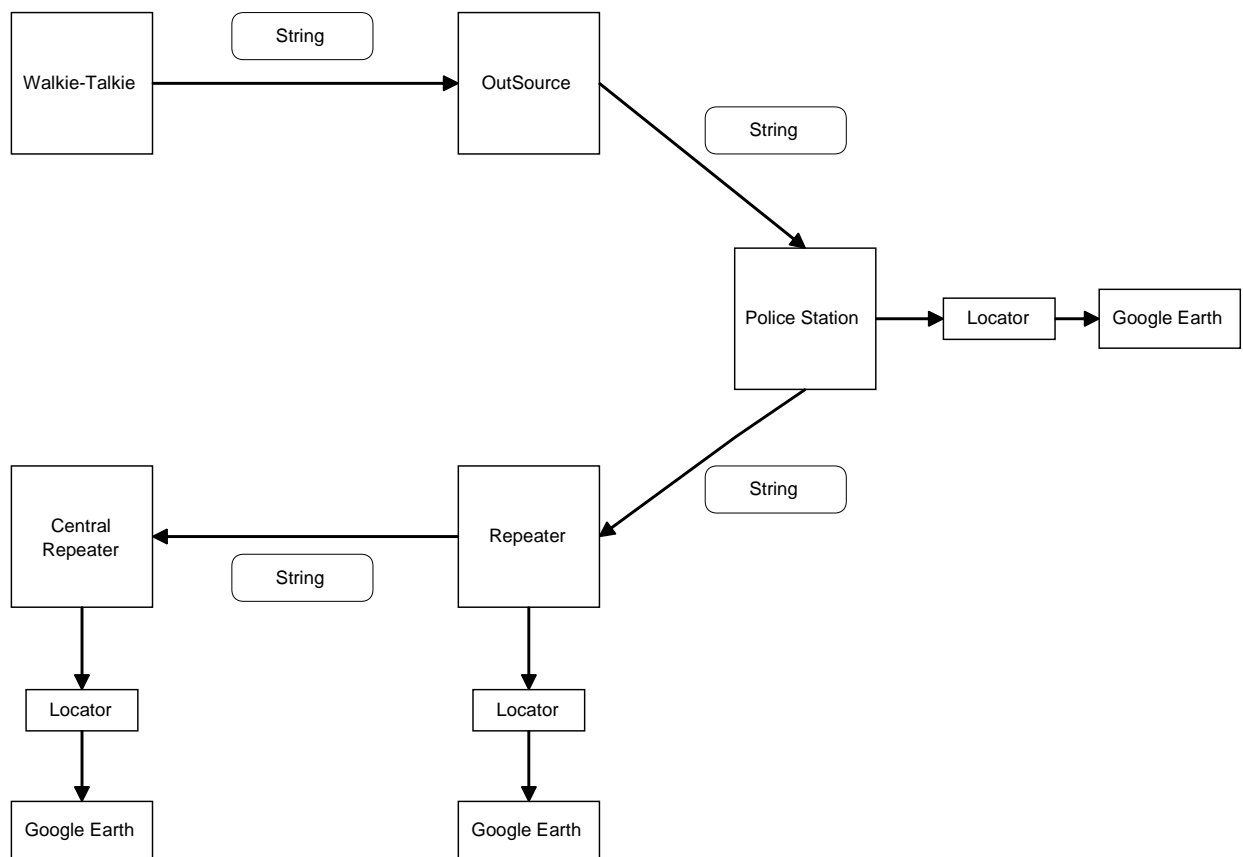 String
Walkie-Talkie
OutSource
String
Police Station
Locator
Google Earth
String
Central
Repeater
Repeater
String
Locator
Locator
Google Earth
Google Earth